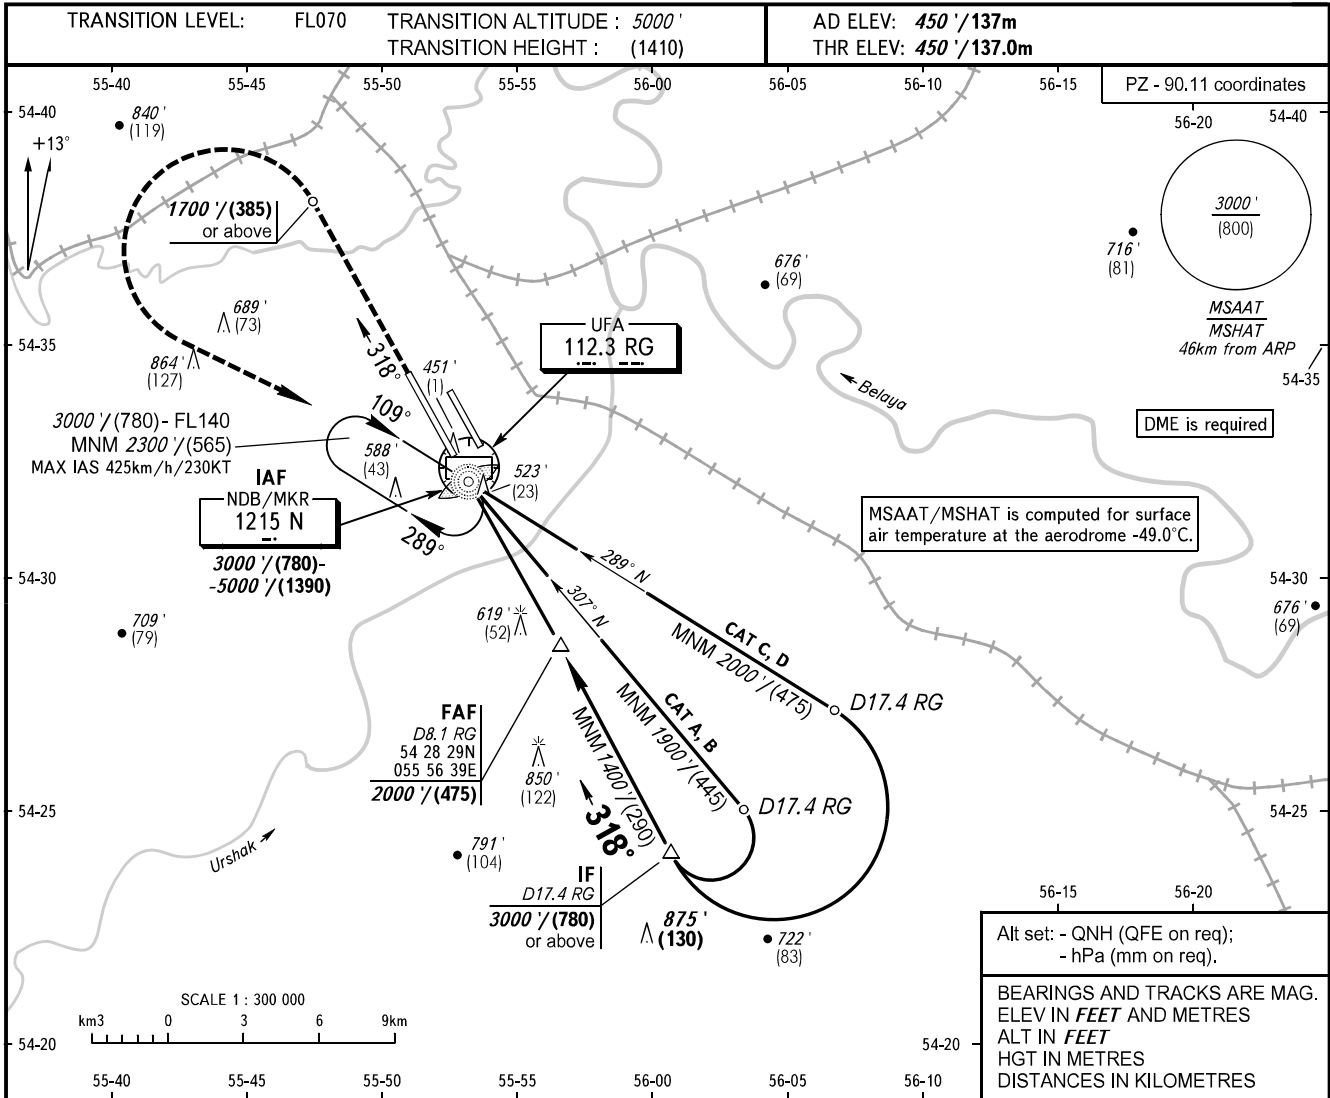 TRANSITION LEVEL: FL070
TRANSITION ALTITUDE : 5000 '
TRANSITION HEIGHT : (1410)
AD ELEV: 450 '/137m
THR ELEV: 450 '/137.0m
55-40 55-45 55-50 55-55 56-00 56-05 56-10 56-15
PZ - 90.11 coordinates
56-20 54-40
54-40
+13°
840 '
(119)
1700 '/(385)
or above
3000 '
(800)
MSAAT
MSHAT
46km from ARP
716 '
(81)
676 '
(69)
689 '
(73)
864 '
(127)
54-35
54-35
318°
451 '
(1)
UFA
112.3 RG
Belaya
DME is required
109°
3000 '/(780)- FL140
MNM 2300 '/(565)
MAX IAS 425km/h/230KT
588 '
(43)
523 '
(23)
IAF
NDB/MKR
1215 N
3000 '/(780)-
-5000 '/(1390)
289°
MSAAT/MSHAT is computed for surface
air temperature at the aerodrome -49.0°C.
289° N
307° N
54-30
54-30
709 '
(79)
619 '
(52)
676 '
(69)
CAT C, D
MNM 2000 '/(475)
D17.4 RG
CAT A, B
MNM 1900 '/(445)
D17.4 RG
MNM 1400 '/(290)
FAF
D8.1 RG
54 28 29N
055 56 39E
2000 '/(475)
850 '
(122)
318°
54-25
54-25
Urshak
791 '
(104)
IF
D17.4 RG
3000 '/(780)
or above
875 '
(130)
722 '
(83)
56-15 56-20
Alt set: - QNH (QFE on req);
- hPa (mm on req).
BEARINGS AND TRACKS ARE MAG.
ELEV IN FEET AND METRES
ALT IN FEET
HGT IN METRES
DISTANCES IN KILOMETRES
SCALE 1 : 300 000
km3 0 3 6 9km
54-20
54-20
55-40 55-45 55-50 55-55 56-00 56-05 56-10